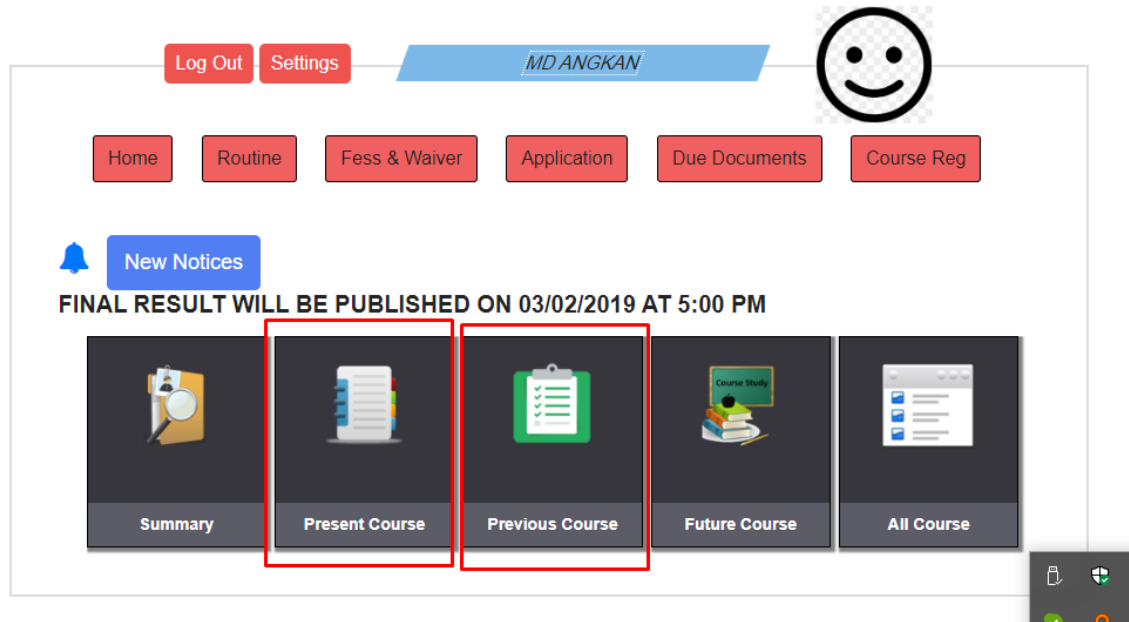 Log Out Settings MD ANGKAN
Home Routine Fess & Waiver Application Due Documents Course Reg
New Notices
FINAL RESULT WILL BE PUBLISHED ON 03/02/2019 AT 5:00 PM
Course Study
Summary Present Course Previous Course Future Course All Course